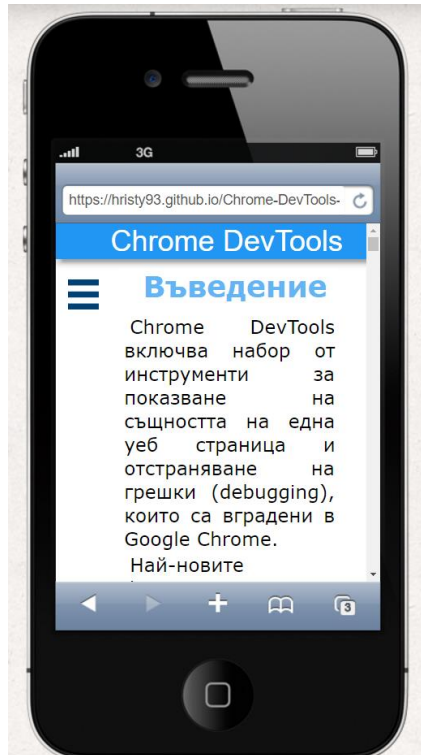 3G
https://hristy93.github.io/Chrome-DevTools-
Chrome DevTools
Въведение
Chrome DevTools
включва набор от
инструменти за
показване на
същността на една
уеб страница и
отстраняване на
грешки (debugging),
които са вградени в
Google Chrome.
Най-новите
3